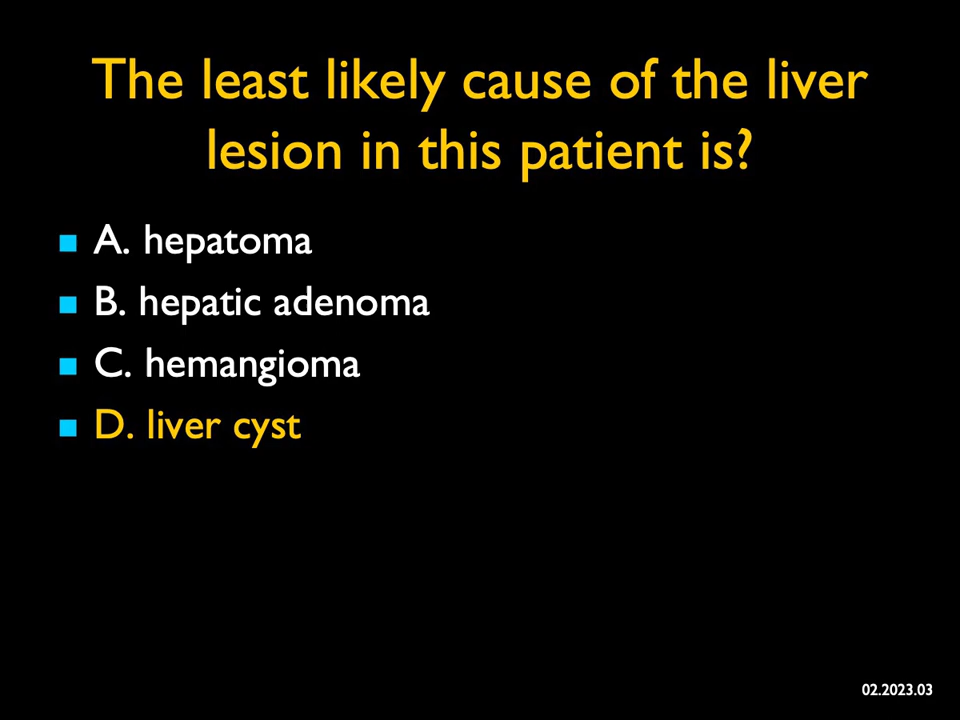 The least likely cause of the liver
lesion in this patient is?
A. hepatoma
B. hepatic adenoma
C. hemangioma
D. liver cyst
02.2023.03